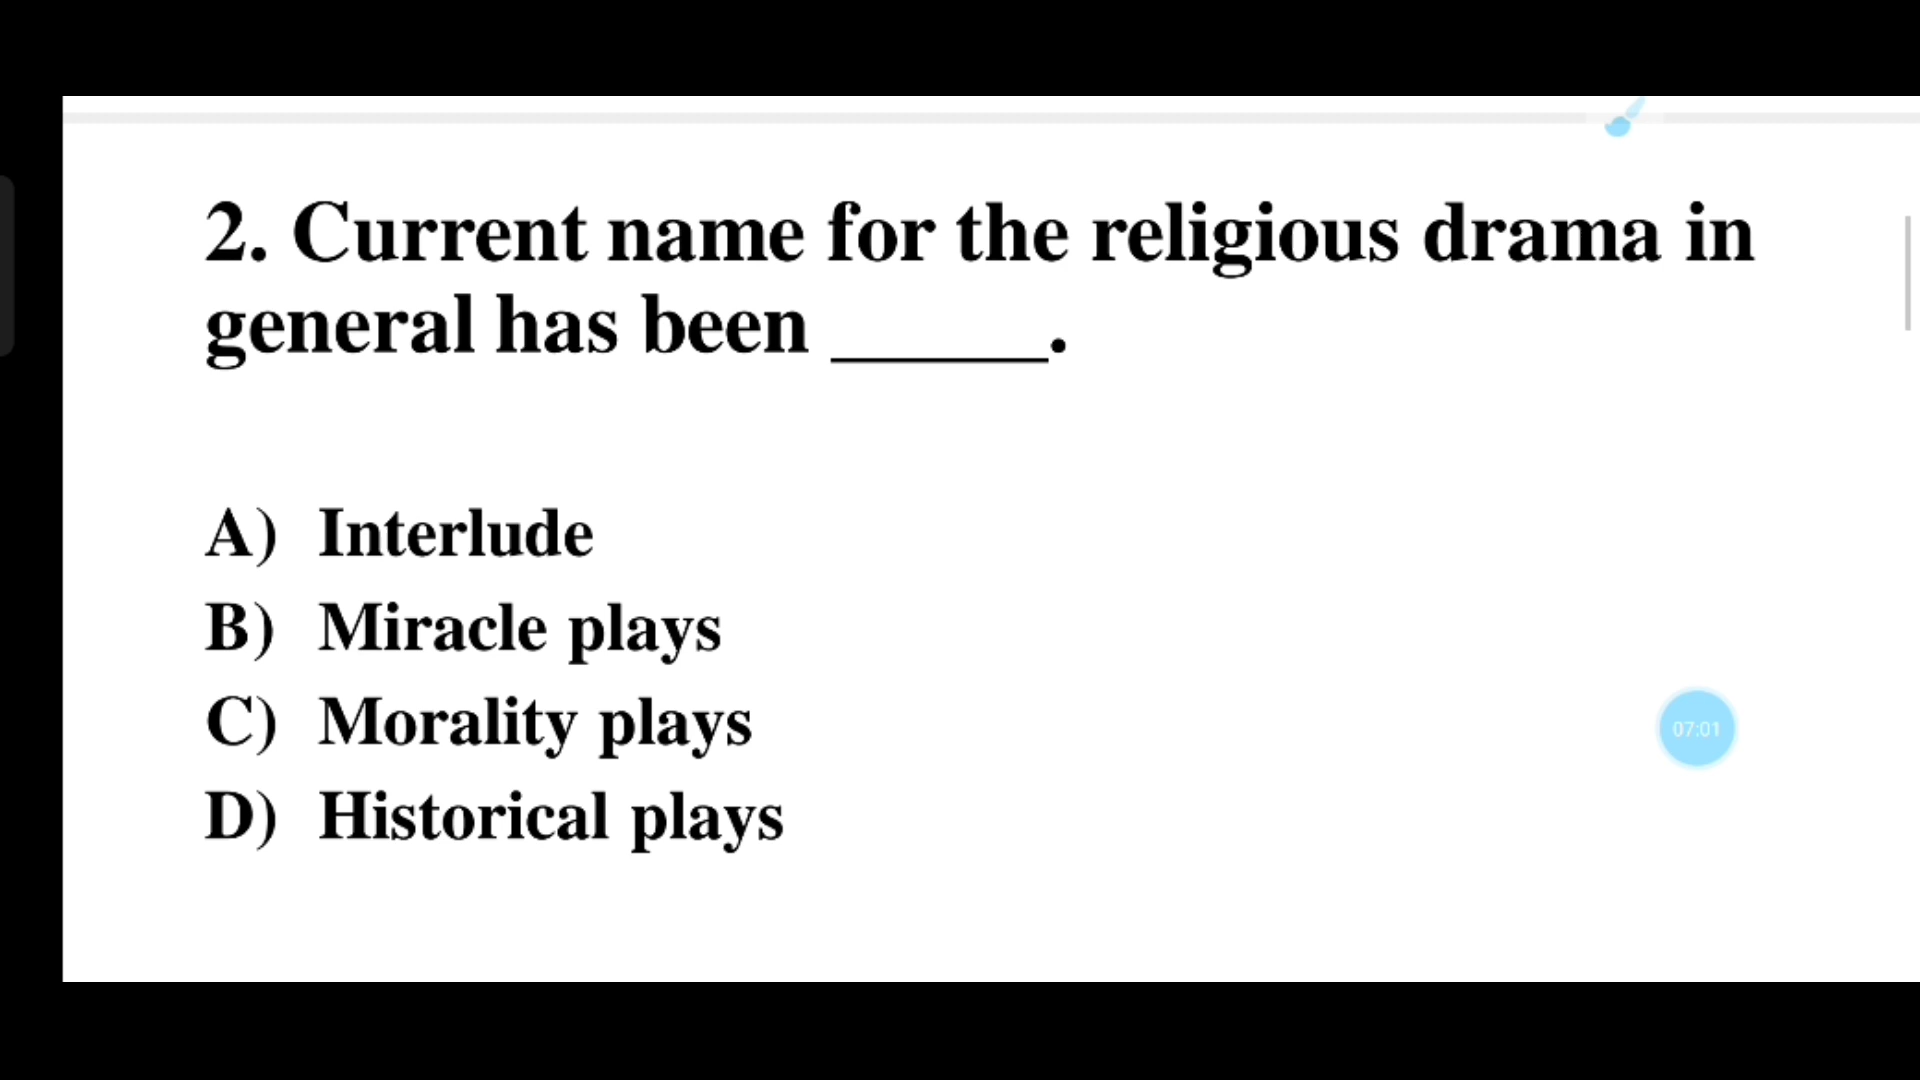 2. Current name for the religious drama in
general has been ______.
A) Interlude
B) Miracle plays
C) Morality plays
07:01
D) Historical plays